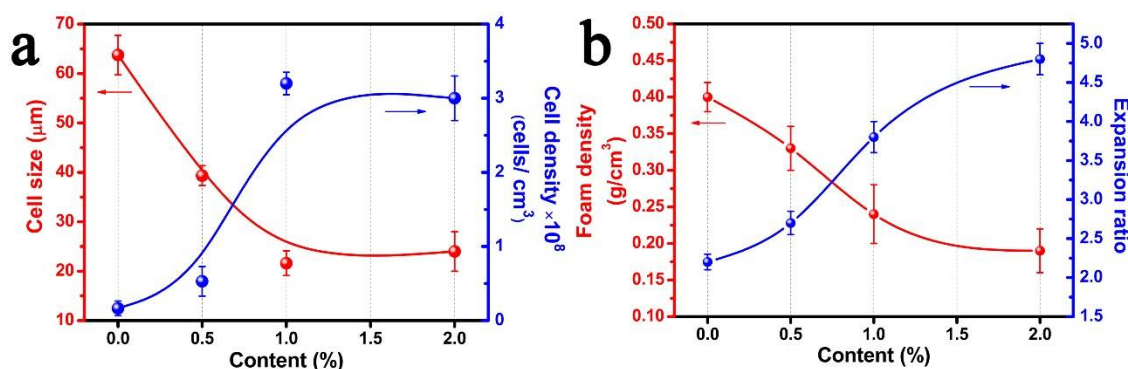 a
Cell size (μm)
70
60
50
40
30
20
10
0.0 0.5 1.0 1.5 2.0
Content (%)
4
3
2
1
0
Cell density ×10⁸
(cells/ cm³)
b
Foam density
(g/cm³)
0.50
0.45
0.40
0.35
0.30
0.25
0.20
0.15
0.10
0.0 0.5 1.0 1.5 2.0
Content (%)
5.0
4.5
4.0
3.5
3.0
2.5
2.0
1.5
Expansion ratio